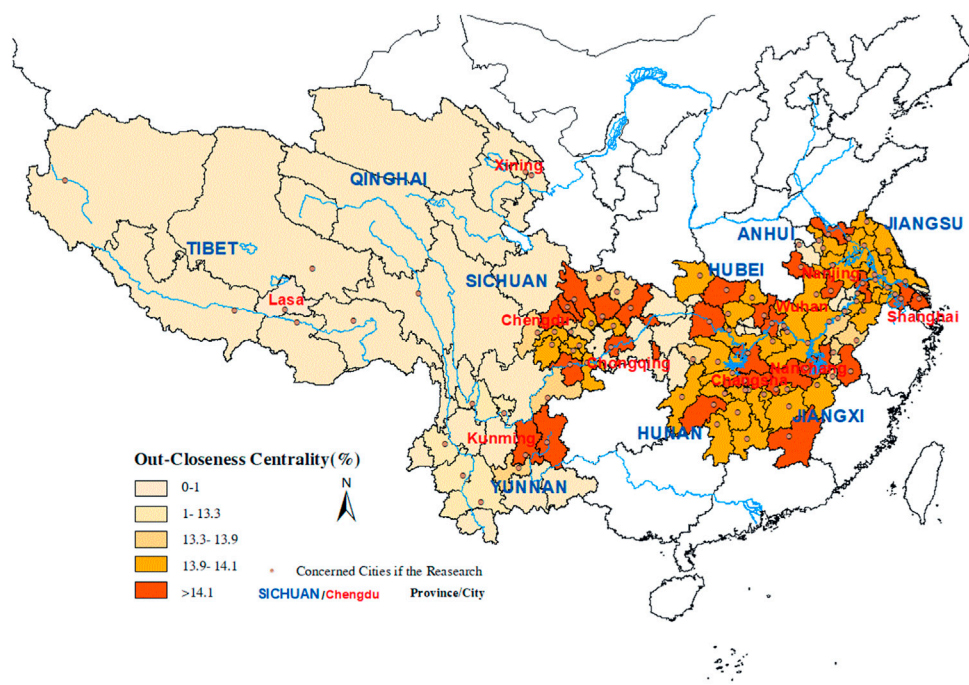 Xining
QINGHAI
JIANGSU
ANHUI
TIBET
HUBEI
SICHUAN
Nanjing
Lasa
Wuhan
Shanghai
Chengdu
Chongqing
Nanchang
Changsha
JIANGXI
HUNAN
Kunming
YUNNAN
Out-Closeness Centrality(%)
N
0-1
1- 13.3
13.3- 13.9
13.9- 14.1
>14.1
Concerned Cities if the Reasearch
SICHUAN/Chengdu Province/City